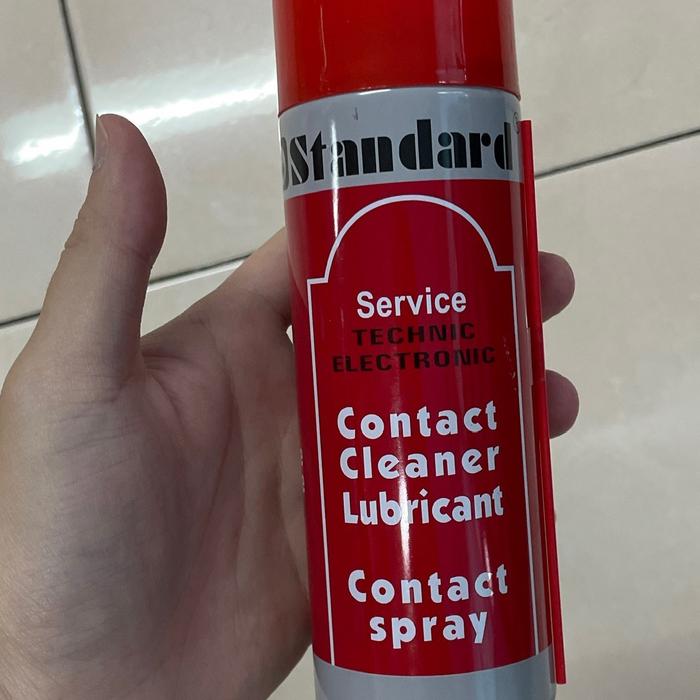 Standard
Service
TECHNIC
ELECTRONIC
Contact
Cleaner
Lubricant
Contact
spray